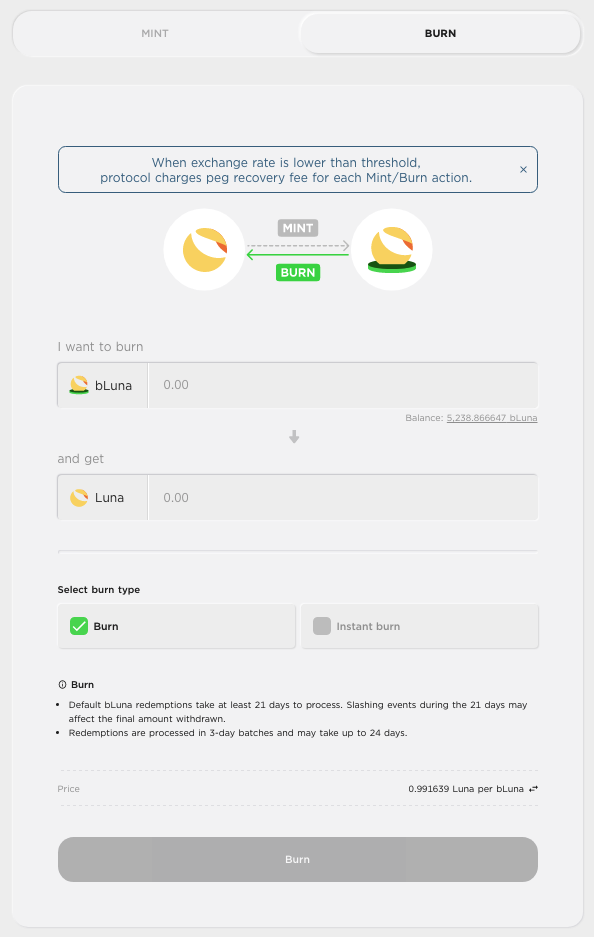 MINT
BURN
When exchange rate is lower than threshold,
protocol charges peg recovery fee for each Mint/Burn action.
×
MINT
BURN
I want to burn
bLuna 0.00
Balance: 5,238.866647 bLuna
and get
Luna 0.00
Select burn type
Burn
Instant burn
Burn
• Default bLuna redemptions take at least 21 days to process. Slashing events during the 21 days may
affect the final amount withdrawn.
• Redemptions are processed in 3-day batches and may take up to 24 days.
Price 0.991639 Luna per bLuna
Burn